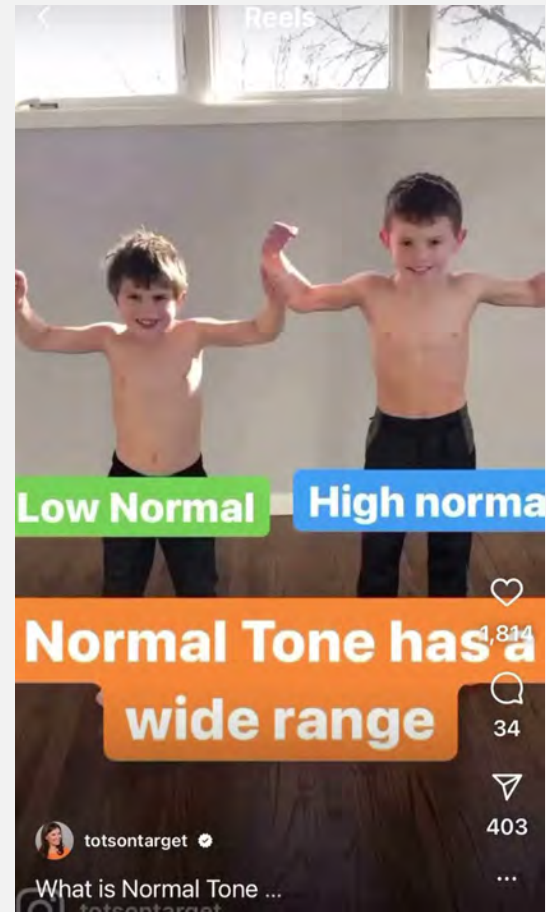 Reels
Low Normal
High norma
Normal Tone has a
wide range
1,814
34
403
totsontarget
What is Normal Tone ...
totsontarget